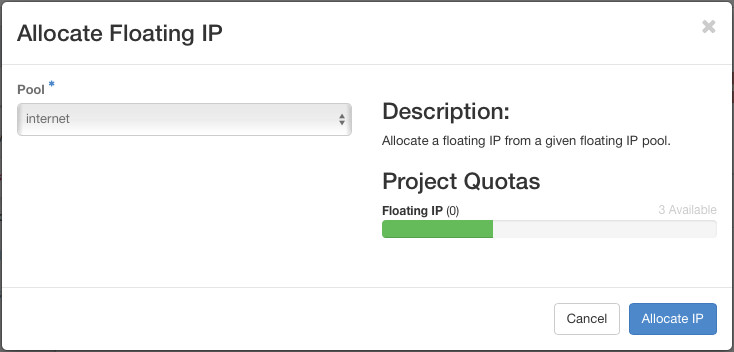 Allocate Floating IP
×
Pool *
internet
Description:
Allocate a floating IP from a given floating IP pool.
Project Quotas
Floating IP (0) 3 Available
Cancel Allocate IP